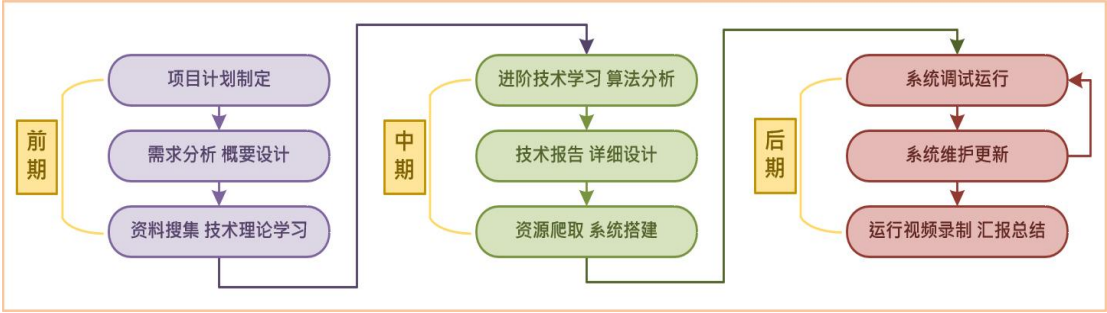 前期
项目计划制定
需求分析 概要设计
资料搜集 技术理论学习
中期
进阶技术学习 算法分析
技术报告 详细设计
资源爬取 系统搭建
后期
系统调试运行
系统维护更新
运行视频录制 汇报总结